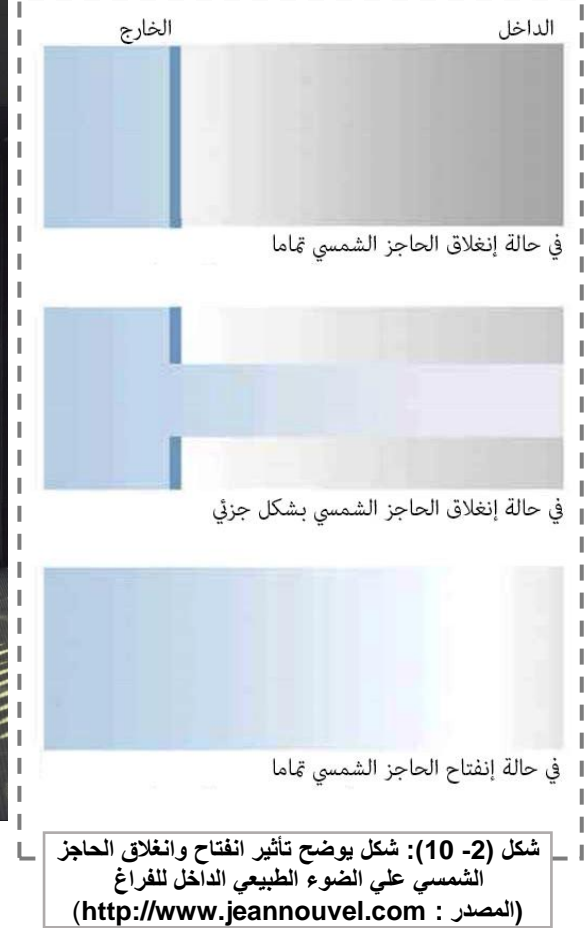 الداخل
الخارج
في حالة إنغلاق الحاجز الشمسي تماما
في حالة إنغلاق الحاجز الشمسي بشكل جزئي
في حالة إنفتاح الحاجز الشمسي تماما
شكل (2- 10): شكل يوضح تأثير انفتاح وانغلاق الحاجز
الشمسي علي الضوء الطبيعي الداخل للفراغ
(المصدر : http://www.jeannouvel.com)